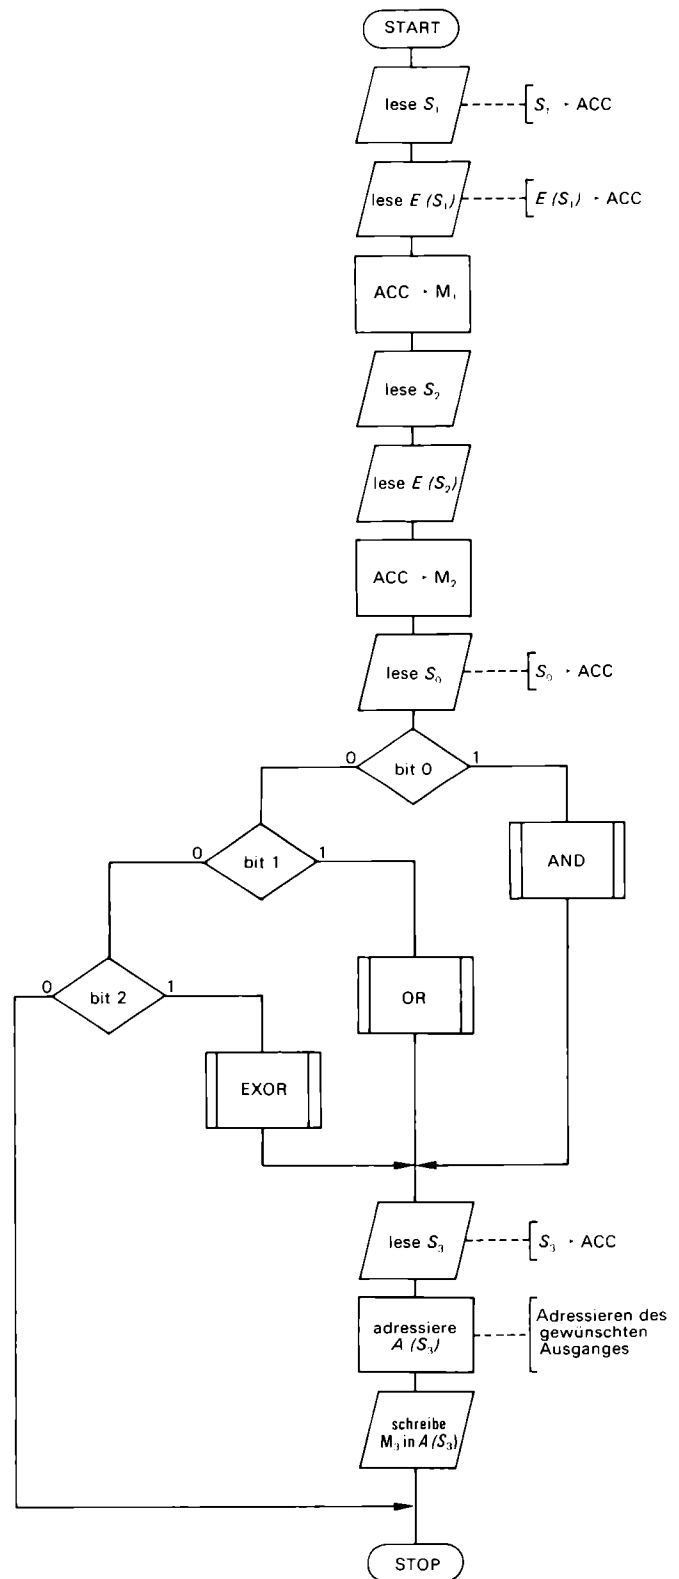 START
lese S₁
S₁ → ACC
lese E (S₁)
E (S₁) → ACC
ACC → M₁
lese S₂
lese E (S₂)
ACC → M₂
lese S₀
S₀ → ACC
0 bit 0 1
0 bit 1 1
AND
0 bit 2 1
OR
EXOR
lese S₃
S₃ → ACC
adressiere
A (S₃)
Adressieren des
gewünschten
Ausganges
schreibe
M₃ in A (S₃)
STOP